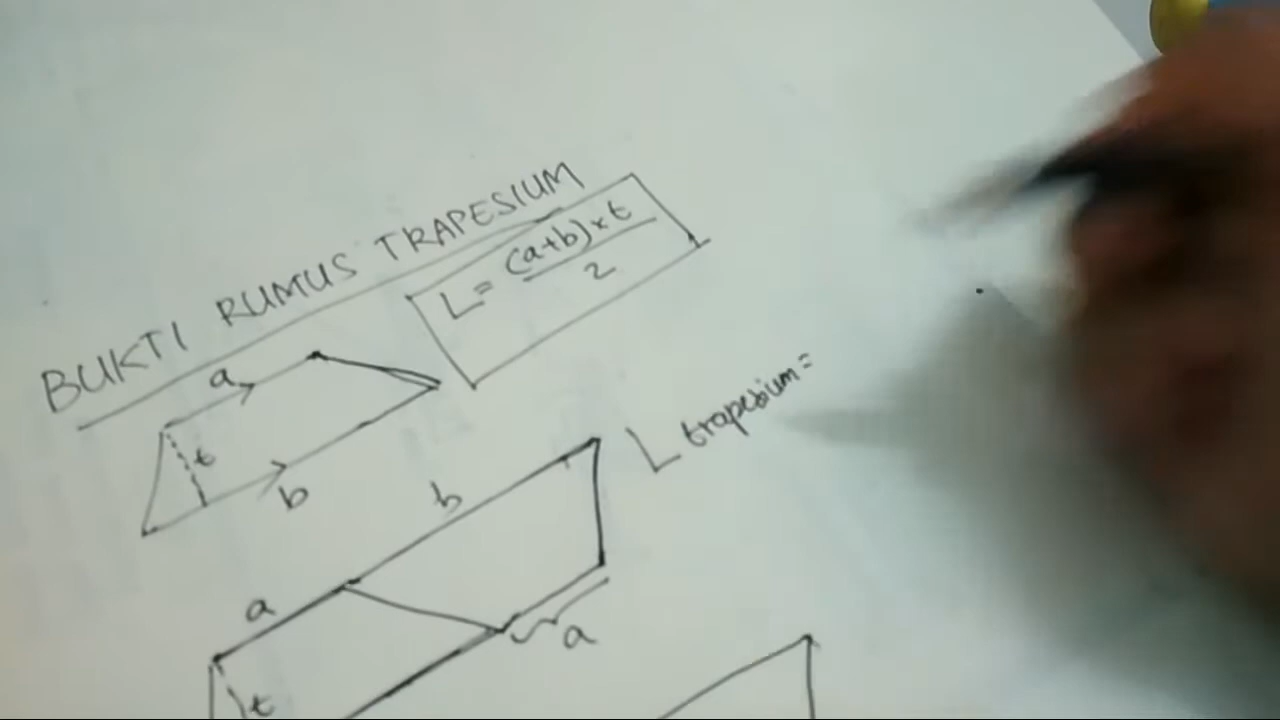 BUKTI RUMUS TRAPESIUM
L = (a+b) x t
2
a
t
b
b
L trapesium =
a
a
t